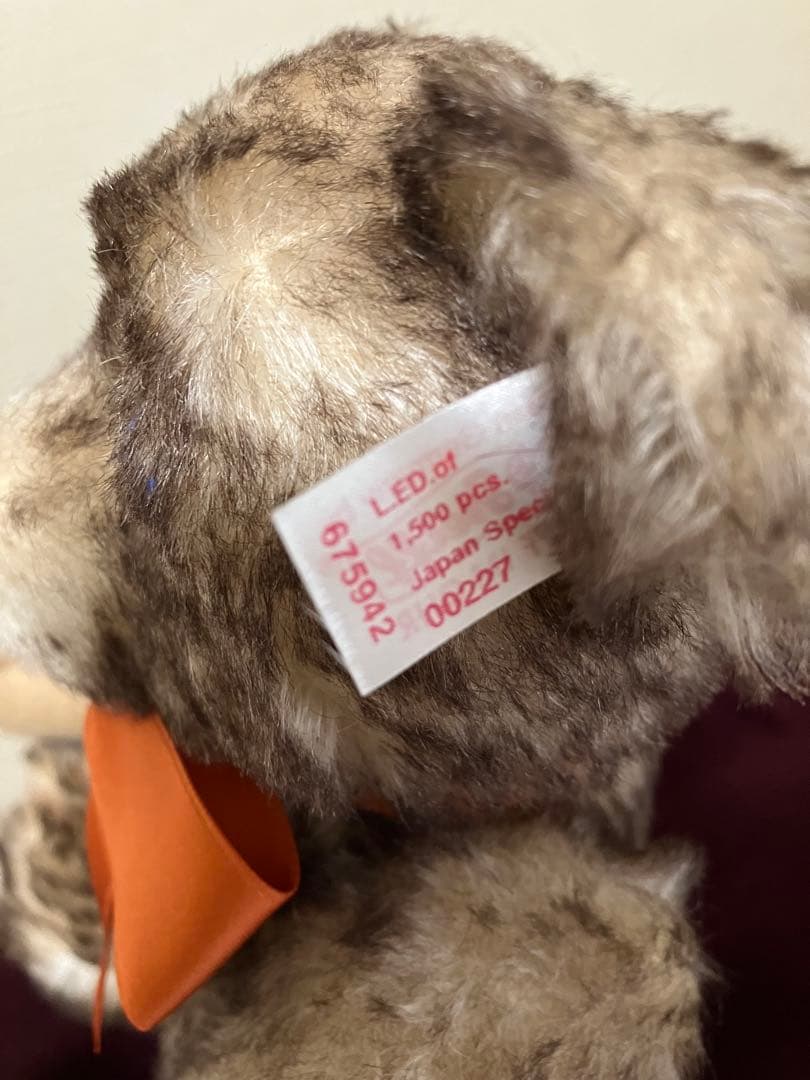 L.ED.of
1,500 pcs.
Japan Spec
00227
675942